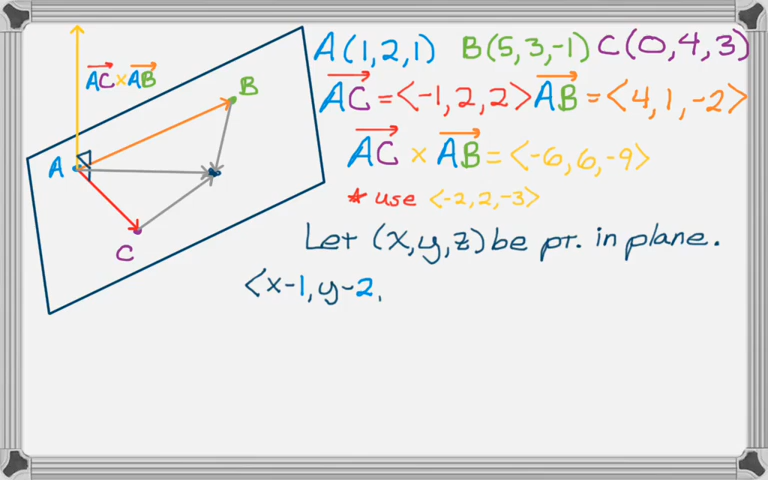 A(1,2,1) B(5,3,-1) C(0,4,3)
AC × AB
AC = <-1,2,2> AB = <4,1,-2>
B
AC × AB = <-6,6,-9>
A
* use <-2,2,-3>
C
Let (x,y,z) be pt. in plane.
<x-1, y-2,